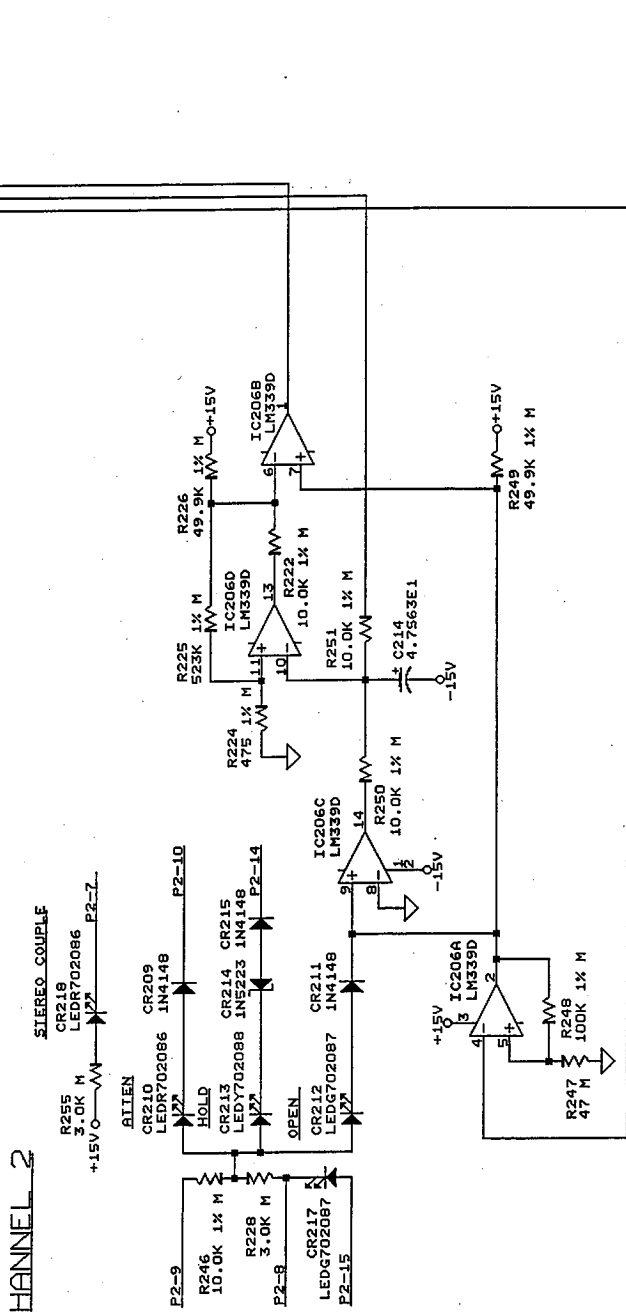 HANNEL 2
STEREO COUPLE
CR218
LEDR702086
P2-7
R255
3.0K M
+15V
ATTEN
CR210
LEDR702086
CR209
1N4148
P2-10
HOLD
CR213
LEDY702088
CR214
1N5223
CR215
1N4148
P2-14
OPEN
CR212
LEDG702087
CR211
1N4148
P2-9
R246
10.0K 1% M
R228
3.0K M
P2-8
CR217
LEDG702087
P2-15
R226
49.9K 1% M
+15V
R225
523K 1% M
IC206D
LM339D
11
+
10
-
13
R224
475 1% M
R222
10.0K 1% M
IC206B
LM339D
6
-
7
+
1
IC206C
LM339D
9
+
8
-
14
12
-15V
R250
10.0K 1% M
R251
10.0K 1% M
+
C214
4.7S63E1
-15V
IC206A
LM339D
+15V
3
4
-
5
+
2
R248
100K 1% M
R247
47 M
+15V
R249
49.9K 1% M